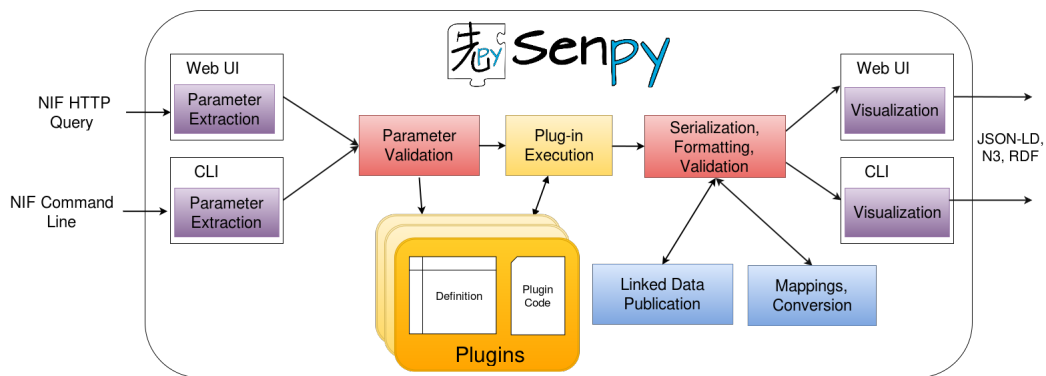 先
py
Senpy
NIF HTTP
Query
NIF Command
Line
Web UI
Parameter
Extraction
CLI
Parameter
Extraction
Parameter
Validation
Plug-in
Execution
Serialization,
Formatting,
Validation
Web UI
Visualization
CLI
Visualization
JSON-LD,
N3, RDF
Definition
Plugin
Code
Plugins
Linked Data
Publication
Mappings,
Conversion